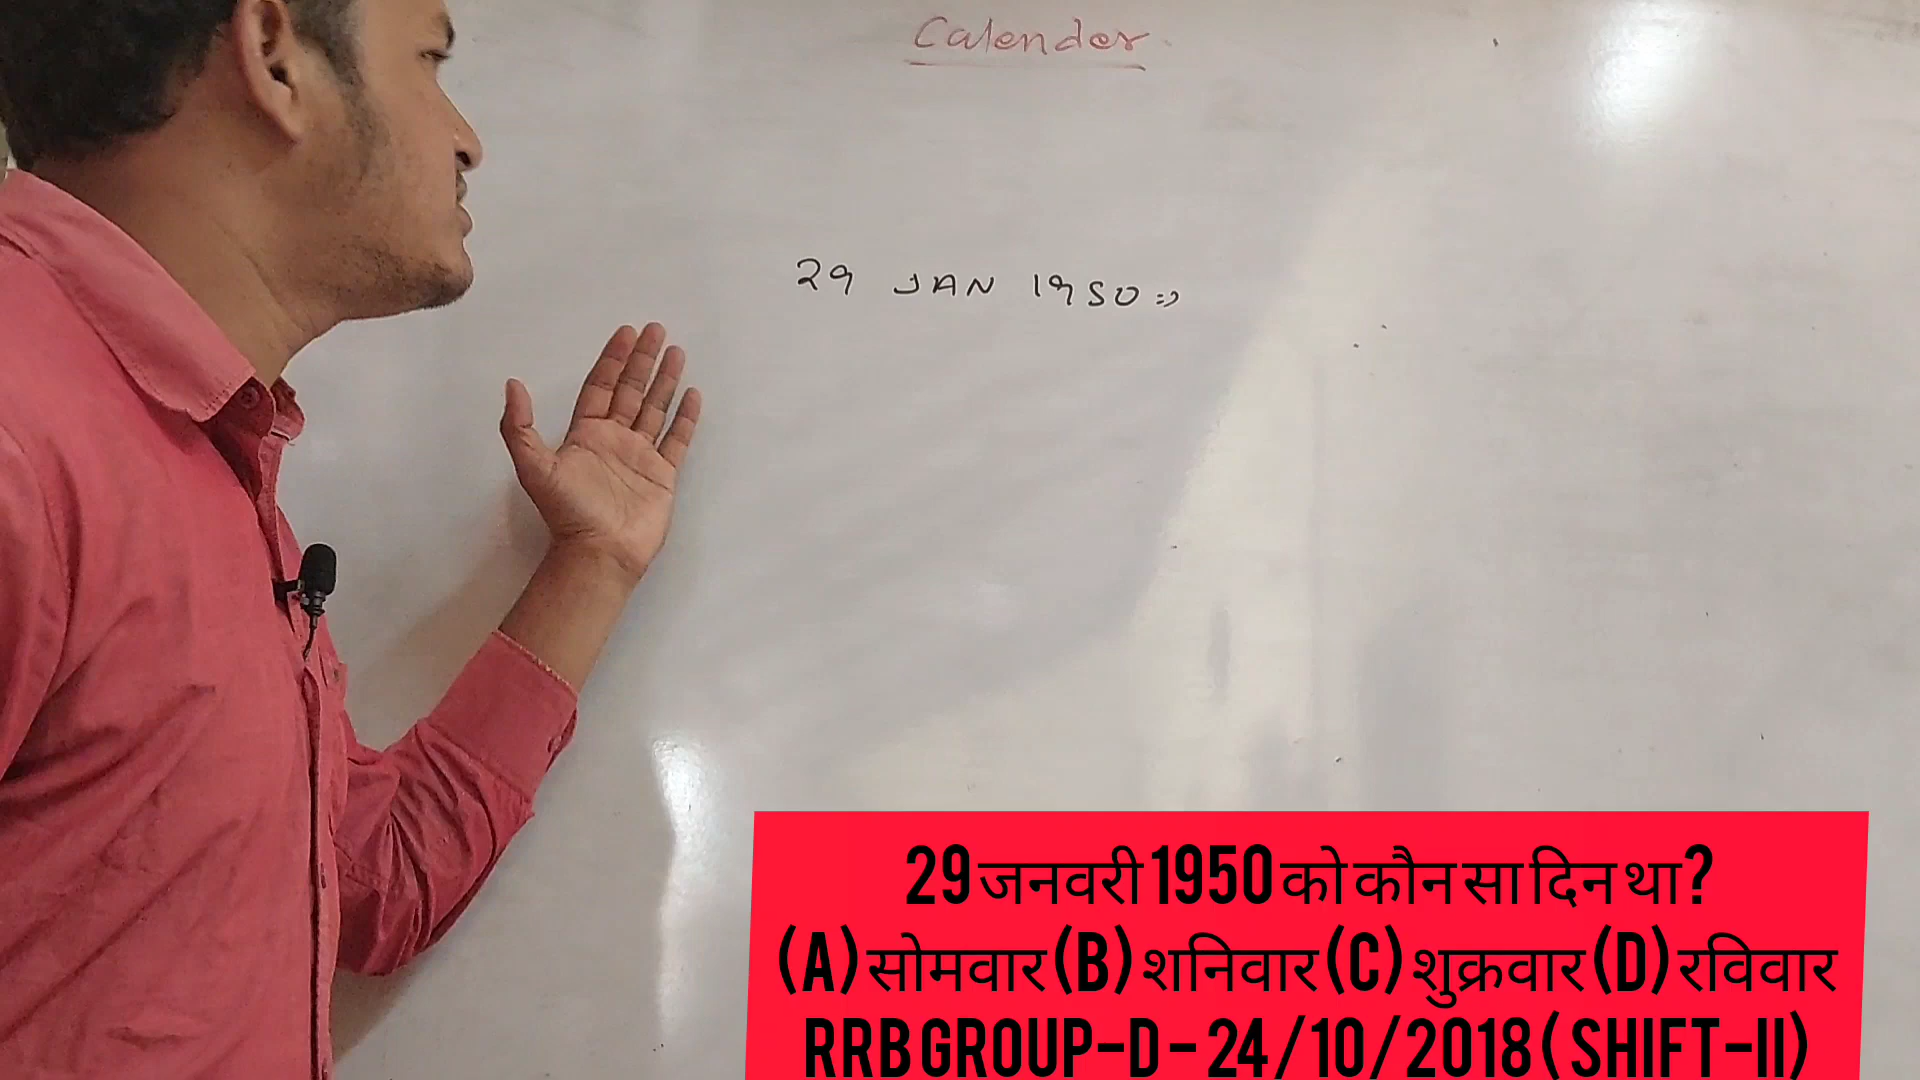 Calender
29 JAN 1950 =>
29 जनवरी 1950 को कौन सा दिन था?
(A) सोमवार (B) शनिवार (C) शुक्रवार (D) रविवार
RRB GROUP-D - 24/10/2018 ( SHIFT-II)